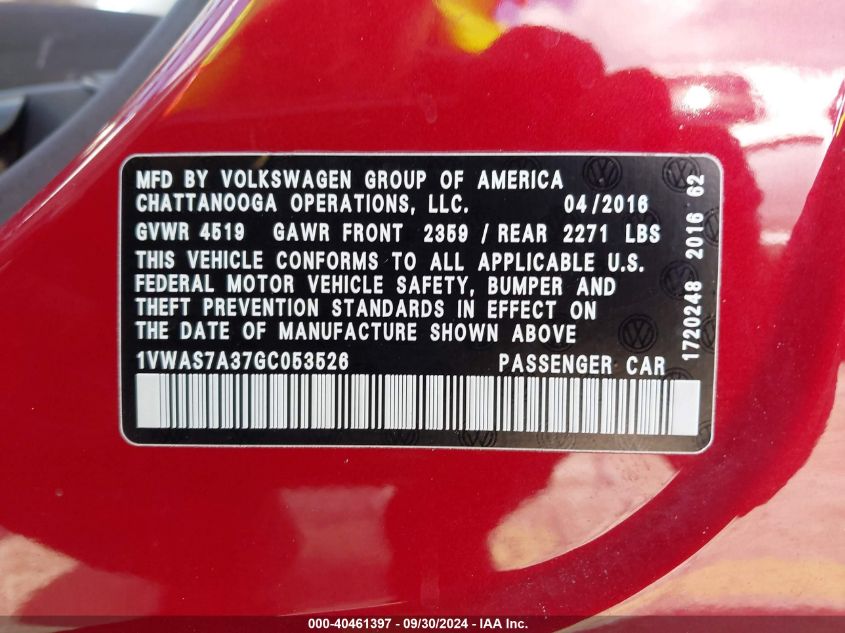 MFD BY VOLKSWAGEN GROUP OF AMERICA
CHATTANOOGA OPERATIONS, LLC. 04/2016
GVWR 4519 GAWR FRONT 2359 / REAR 2271 LBS
THIS VEHICLE CONFORMS TO ALL APPLICABLE U.S.
FEDERAL MOTOR VEHICLE SAFETY, BUMPER AND
THEFT PREVENTION STANDARDS IN EFFECT ON
THE DATE OF MANUFACTURE SHOWN ABOVE
1VWAS7A37GC053526 PASSENGER CAR
1720248 2016 62
000-40461397 - 09/30/2024 - IAA Inc.